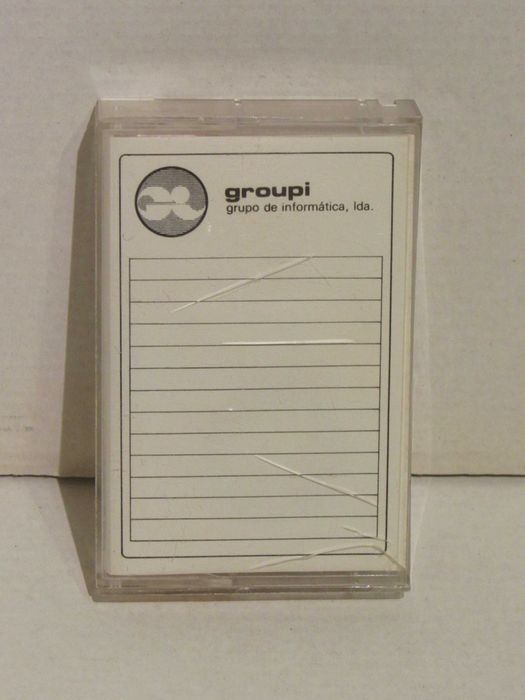 groupi
grupo de informática, lda.